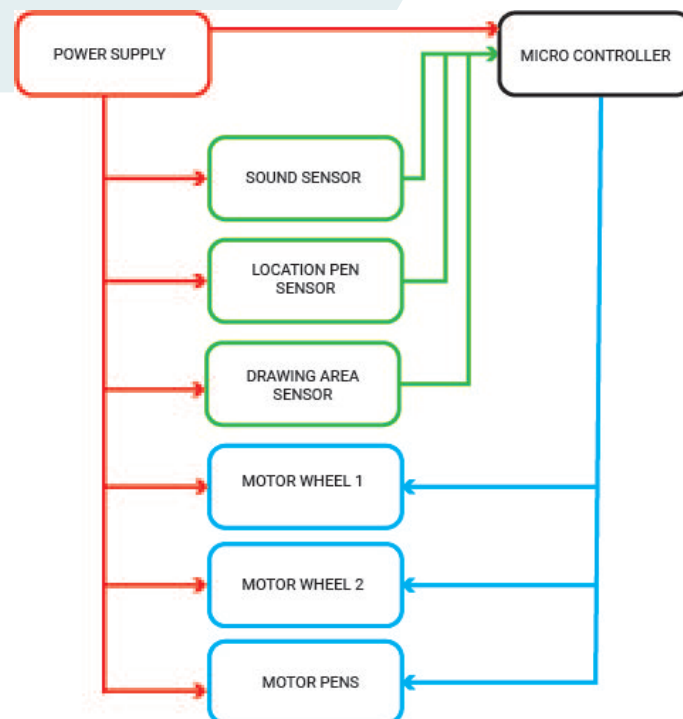 POWER SUPPLY
MICRO CONTROLLER
SOUND SENSOR
LOCATION PEN
SENSOR
DRAWING AREA
SENSOR
MOTOR WHEEL 1
MOTOR WHEEL 2
MOTOR PENS